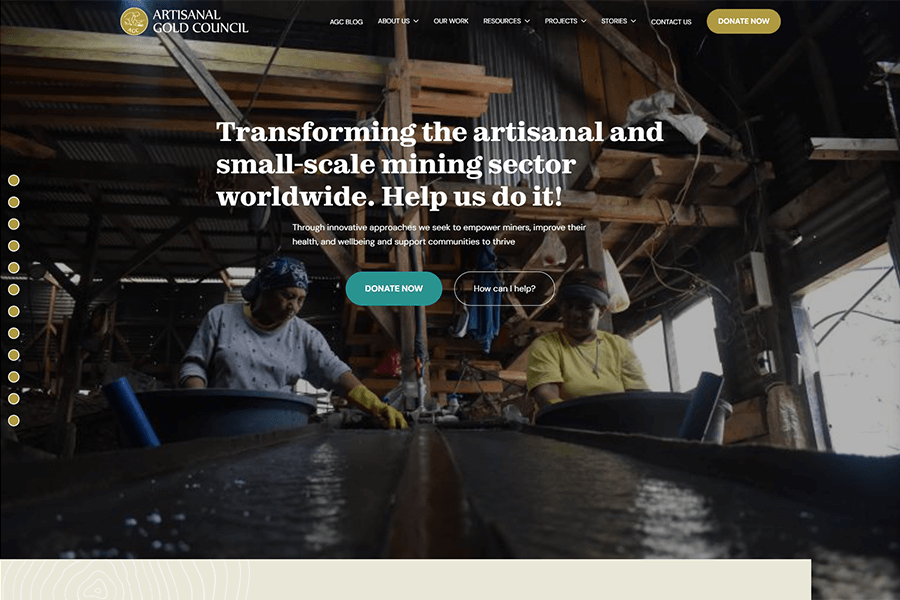 ARTISANAL
GOLD COUNCIL
AGC BLOG ABOUT US OUR WORK RESOURCES PROJECTS STORIES CONTACT US DONATE NOW
Transforming the artisanal and
small-scale mining sector
worldwide. Help us do it!
Through innovative approaches we seek to empower miners, improve their
health, and wellbeing and support communities to thrive
DONATE NOW How can I help?